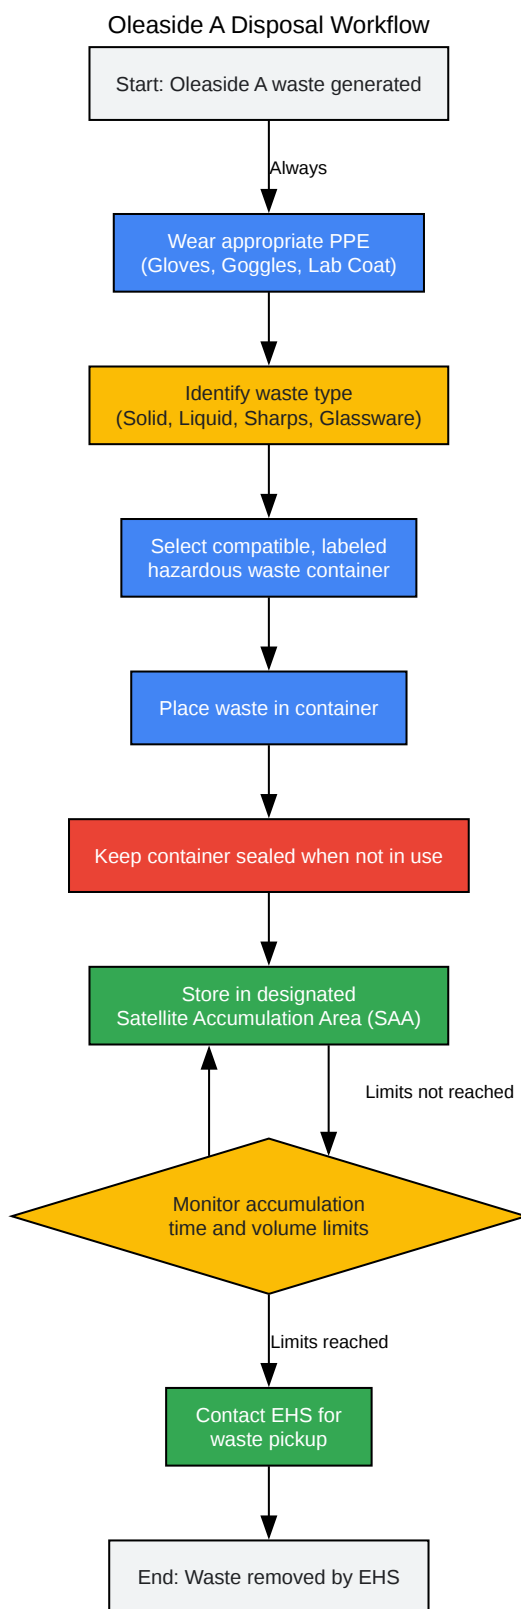 Oleaside A Disposal Workflow
Start: Oleaside A waste generated
Always
Wear appropriate PPE
(Gloves, Goggles, Lab Coat)
Identify waste type
(Solid, Liquid, Sharps, Glassware)
Select compatible, labeled
hazardous waste container
Place waste in container
Keep container sealed when not in use
Store in designated
Satellite Accumulation Area (SAA)
Limits not reached
Monitor accumulation
time and volume limits
Limits reached
Contact EHS for
waste pickup
End: Waste removed by EHS